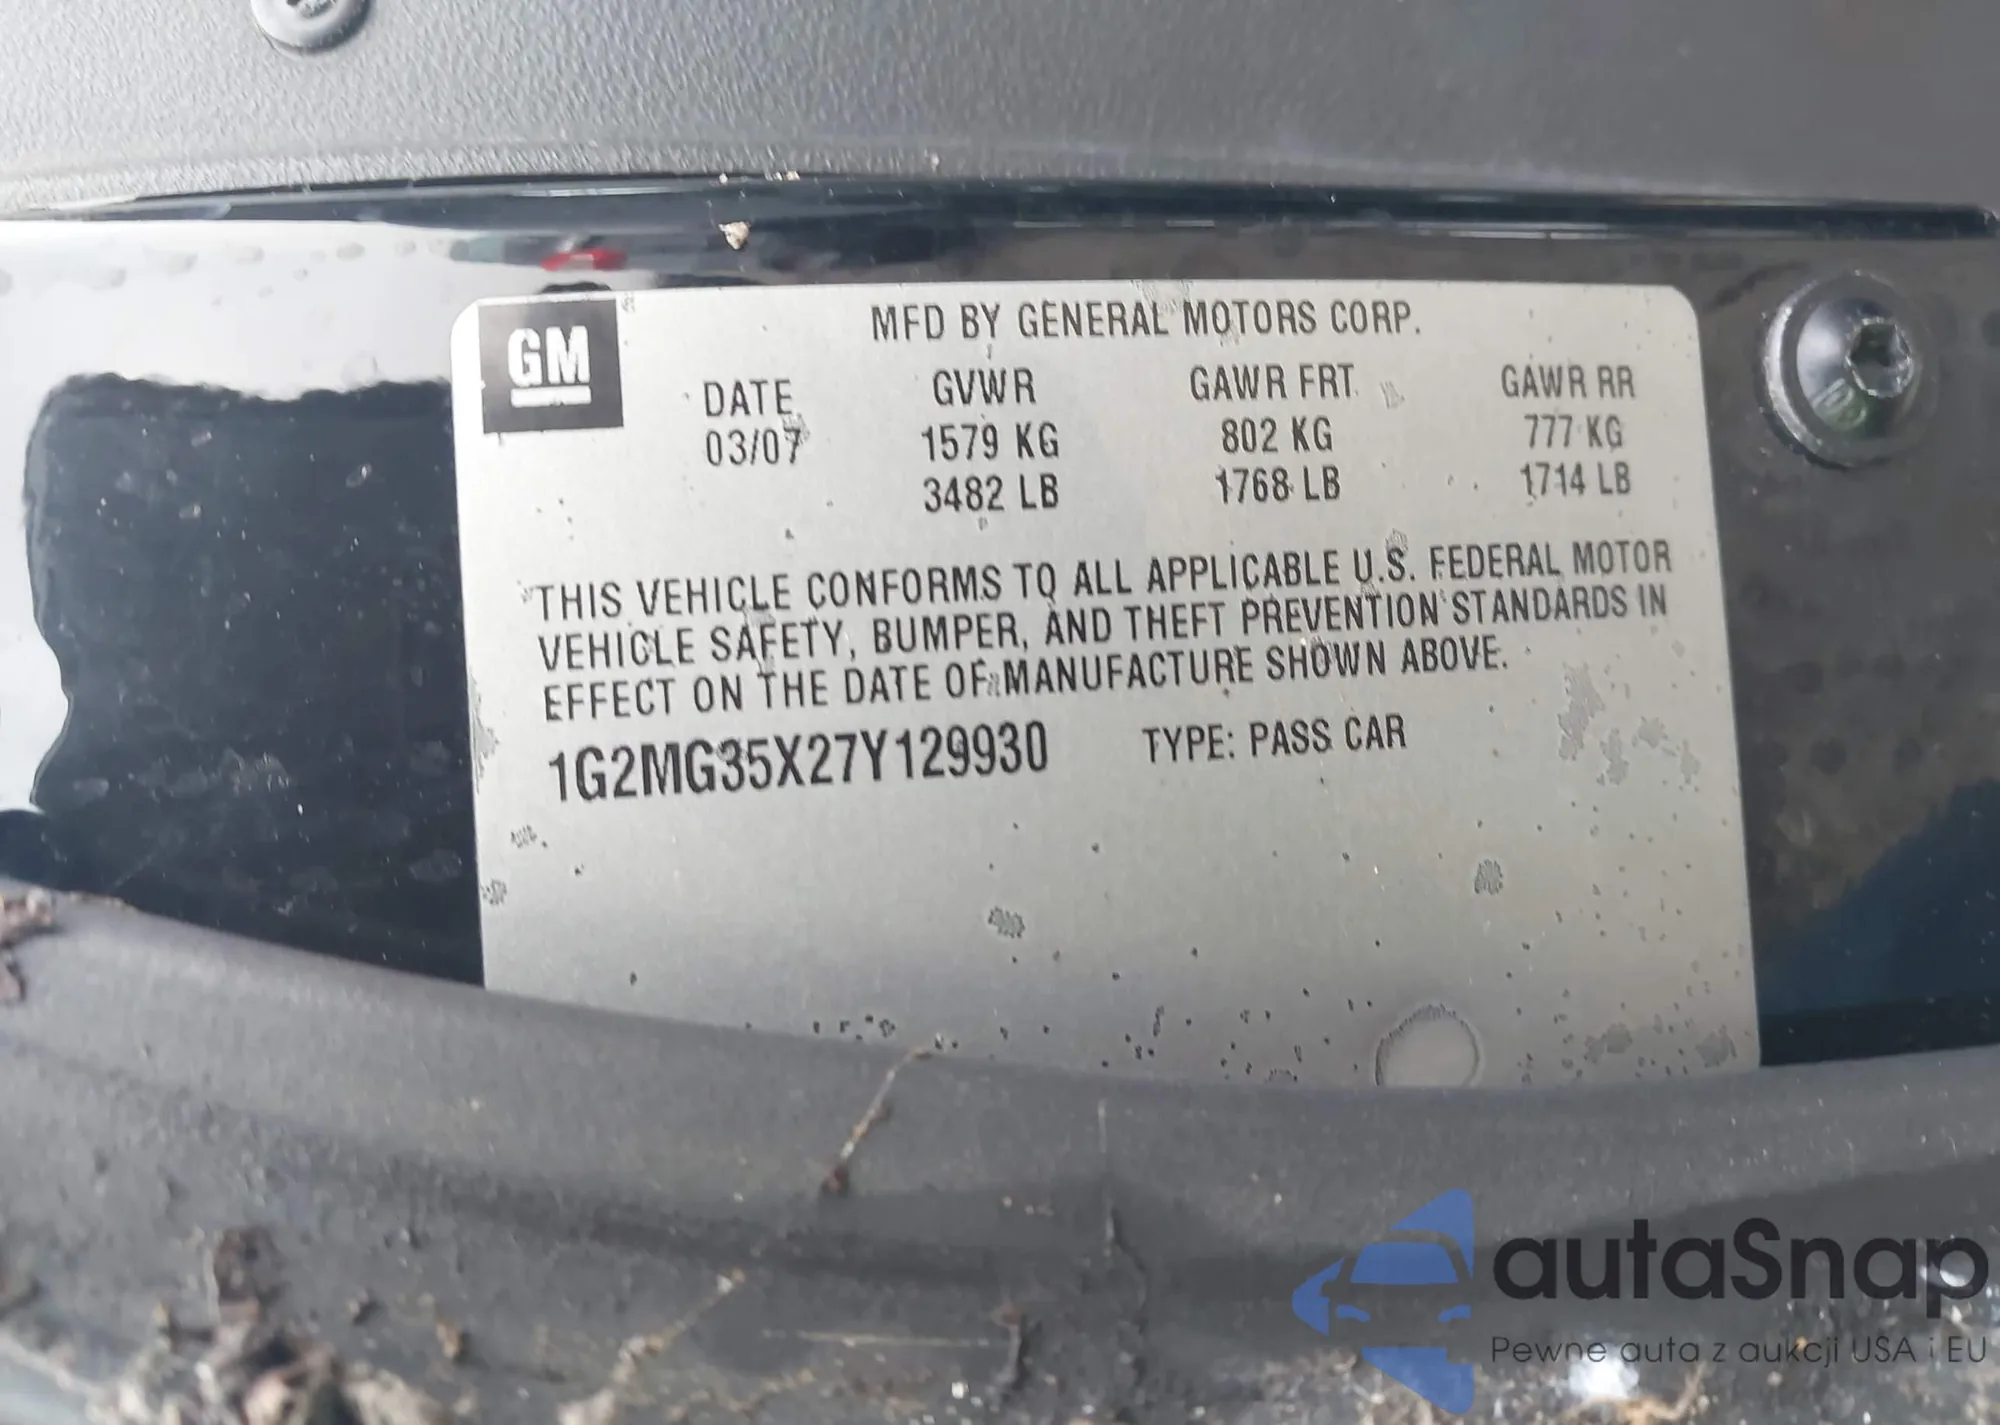 GM
MFD BY GENERAL MOTORS CORP.
DATE GVWR GAWR FRT GAWR RR
03/07 1579 KG 802 KG 777 KG
3482 LB 1768 LB 1714 LB
THIS VEHICLE CONFORMS TO ALL APPLICABLE U.S. FEDERAL MOTOR
VEHICLE SAFETY, BUMPER, AND THEFT PREVENTION STANDARDS IN
EFFECT ON THE DATE OF MANUFACTURE SHOWN ABOVE.
1G2MG35X27Y129930 TYPE: PASS CAR
autaSnap
Pewne auta z aukcji USA i EU